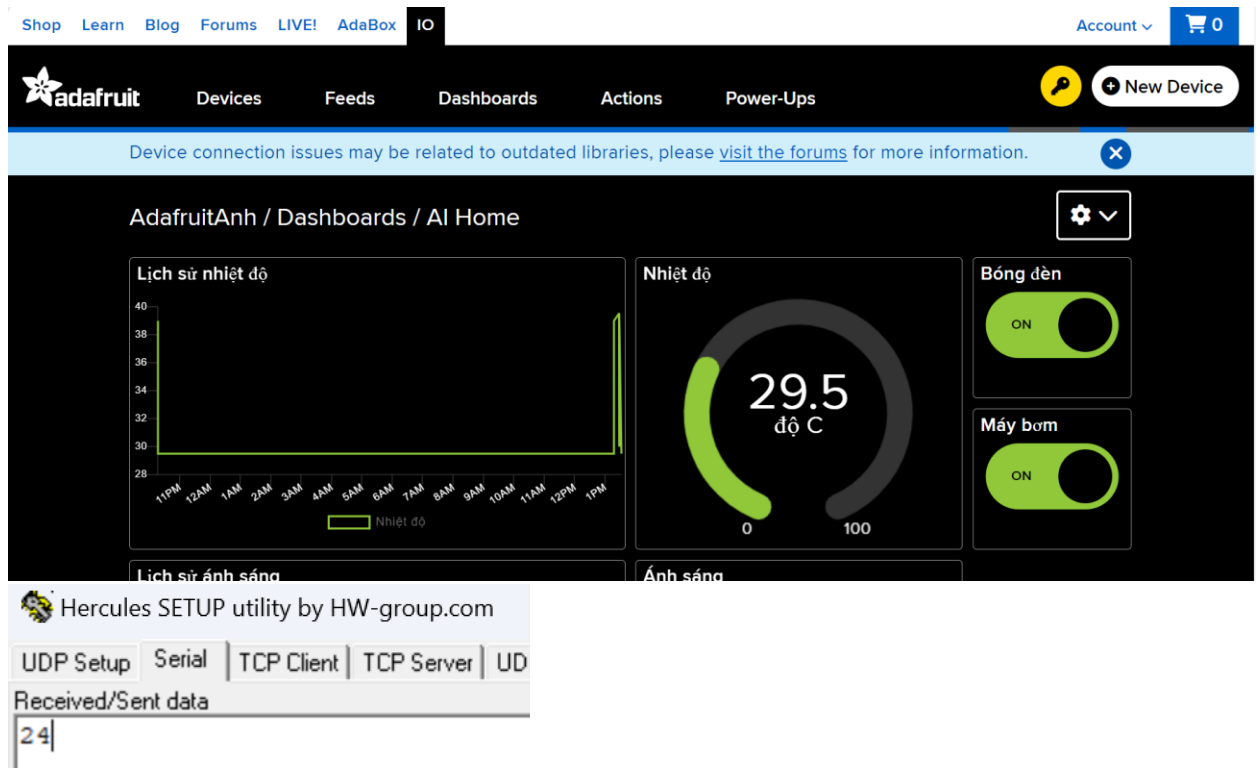 Shop Learn Blog Forums LIVE! AdaBox IO Account 0
adafruit Devices Feeds Dashboards Actions Power-Ups New Device
Device connection issues may be related to outdated libraries, please visit the forums for more information.
AdafruitAnh / Dashboards / AI Home
Lịch sử nhiệt độ
40
38
36
34
32
30
28
11PM 12AM 1AM 2AM 3AM 4AM 5AM 6AM 7AM 8AM 9AM 10AM 11AM 12PM 1PM
Nhiệt độ
Nhiệt độ
29.5
độ C
0 100
Bóng đèn
ON
Máy bơm
ON
Lịch sử ánh sáng
Ánh sáng
Hercules SETUP utility by HW-group.com
UDP Setup Serial TCP Client TCP Server UD
Received/Sent data
24